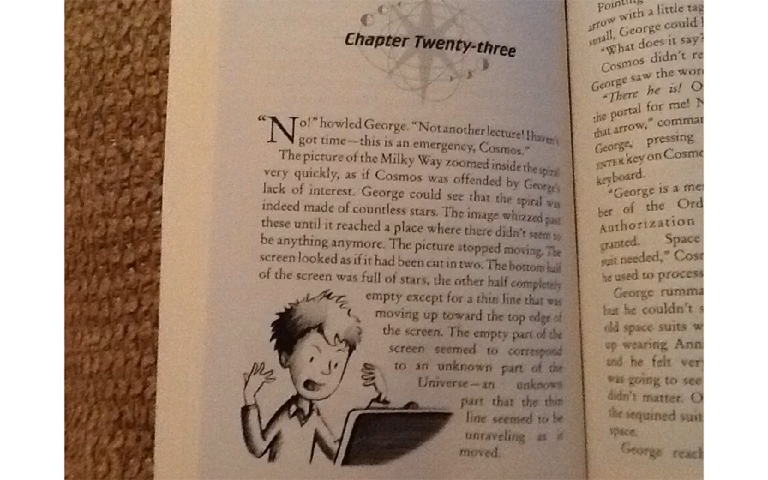 Chapter Twenty-three
"No!" howled George. "Not another lecture! I haven't
got time—this is an emergency, Cosmos."
The picture of the Milky Way zoomed inside the spiral
very quickly, as if Cosmos was offended by George's
lack of interest. George could see that the spiral was
indeed made of countless stars. The image whizzed past
these until it reached a place where there didn't seem to
be anything anymore. The picture stopped moving. The
screen looked as if it had been cut in two. The bottom half
of the screen was full of stars, the other half completely
empty except for a thin line that was
moving up toward the top edge of
the screen. The empty part of the
screen seemed to correspond
to an unknown part of the
Universe—an unknown
part that the thin
line seemed to be
unraveling as it
moved.
Pointing
arrow with a little tag
small, George could
"What does it say?
Cosmos didn't
George saw the
"There he is! O
the portal for me!
that arrow,"
George, pressing
ENTER key on
keyboard.
"George is a
ber of the
Authorization
granted. Space
suit needed,"
he used to process
George
but he couldn't
old space suits
up wearing.
and he felt
was going to see
didn't matter.
the sequined suit
space.
George